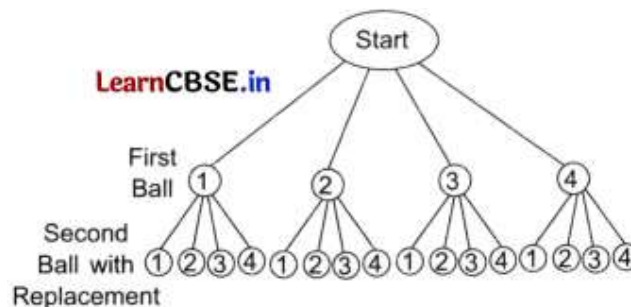 Start
LearnCBSE.in
First
Ball
1 2 3 4
Second
Ball with
Replacement
1 2 3 4 1 2 3 4 1 2 3 4 1 2 3 4